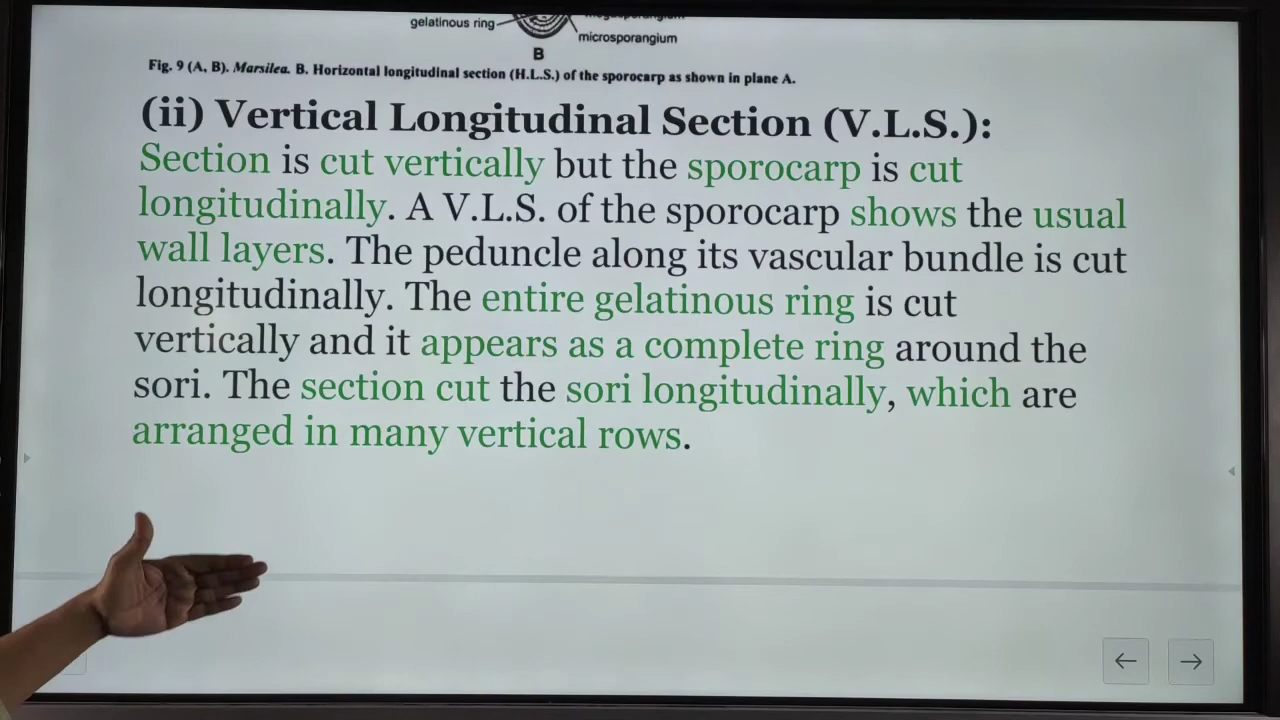 gelatinous ring
microsporangium
B
Fig. 9 (A, B). Marsilea. B. Horizontal longitudinal section (H.L.S.) of the sporocarp as shown in plane A.
(ii) Vertical Longitudinal Section (V.L.S.):
Section is cut vertically but the sporocarp is cut
longitudinally. A V.L.S. of the sporocarp shows the usual
wall layers. The peduncle along its vascular bundle is cut
longitudinally. The entire gelatinous ring is cut
vertically and it appears as a complete ring around the
sori. The section cut the sori longitudinally, which are
arranged in many vertical rows.